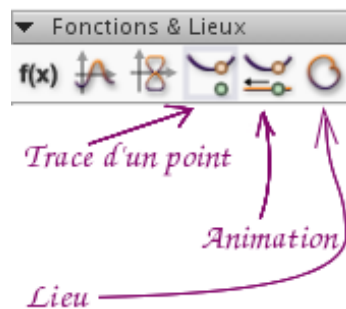 Fonctions & Lieux
f(x)
Trace d'un point
Animation
Lieu